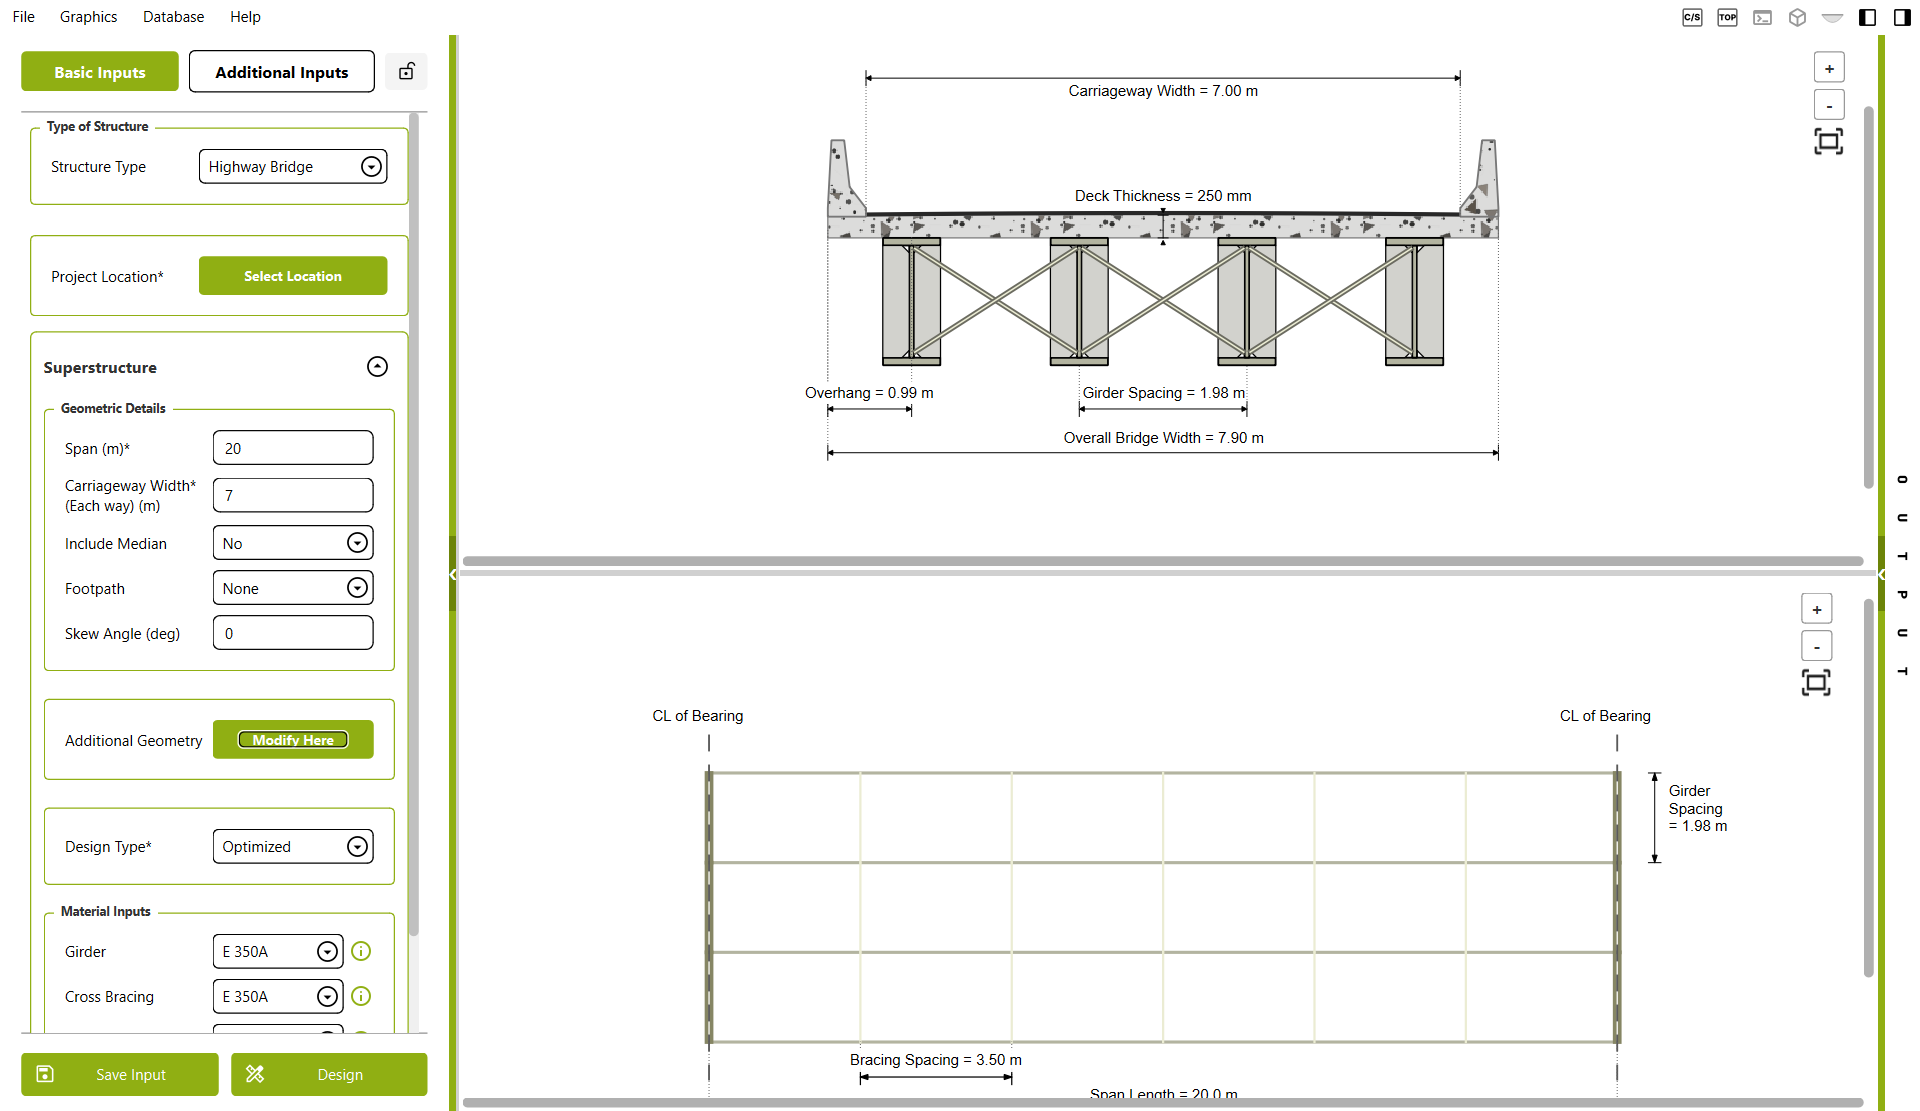 File Graphics Database Help
C/S TOP
Basic Inputs Additional Inputs
Type of Structure
Structure Type Highway Bridge
Project Location* Select Location
Superstructure
Geometric Details
Span (m)* 20
Carriageway Width*
(Each way) (m) 7
Include Median No
Footpath None
Skew Angle (deg) 0
Additional Geometry Modify Here
Design Type* Optimized
Material Inputs
Girder E 350A
Cross Bracing E 350A
Save Input Design
Carriageway Width = 7.00 m
Deck Thickness = 250 mm
Overhang = 0.99 m Girder Spacing = 1.98 m
Overall Bridge Width = 7.90 m
+
-
CL of Bearing CL of Bearing
Girder
Spacing
= 1.98 m
Bracing Spacing = 3.50 m
Span Length = 20.0 m
+
-
OUTPUT